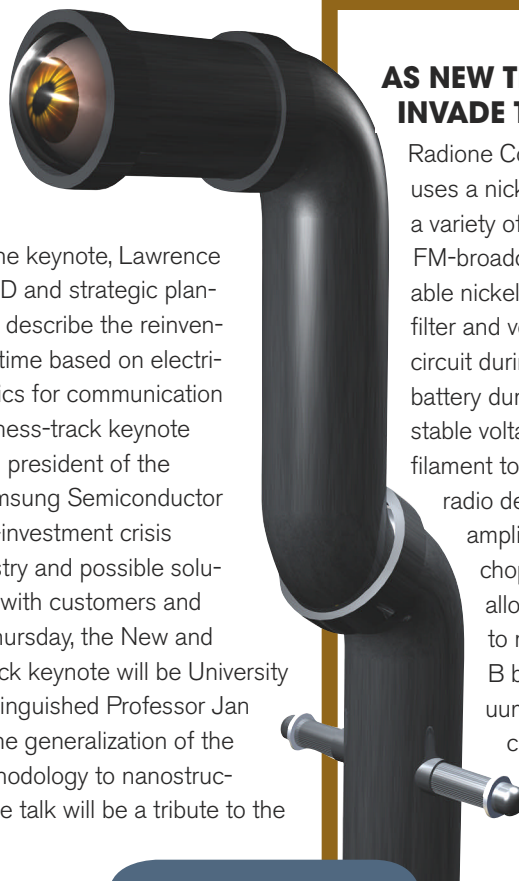 he keynote, Lawrence
D and strategic plan-
describe the reinven-
time based on electri-
ics for communication
ness-track keynote
president of the
msung Semiconductor
-investment crisis
stry and possible solu-
with customers and
hursday, the New and
ck keynote will be University
inguished Professor Jan
he generalization of the
hodology to nanostruc-
e talk will be a tribute to the
AS NEW T
INVADE T
Radione Co
uses a nick
a variety of
FM-broadc
able nickel
filter and v
circuit durin
battery dur
stable volta
filament to
radio de
ampli
chop
allo
to r
B b
uum
c